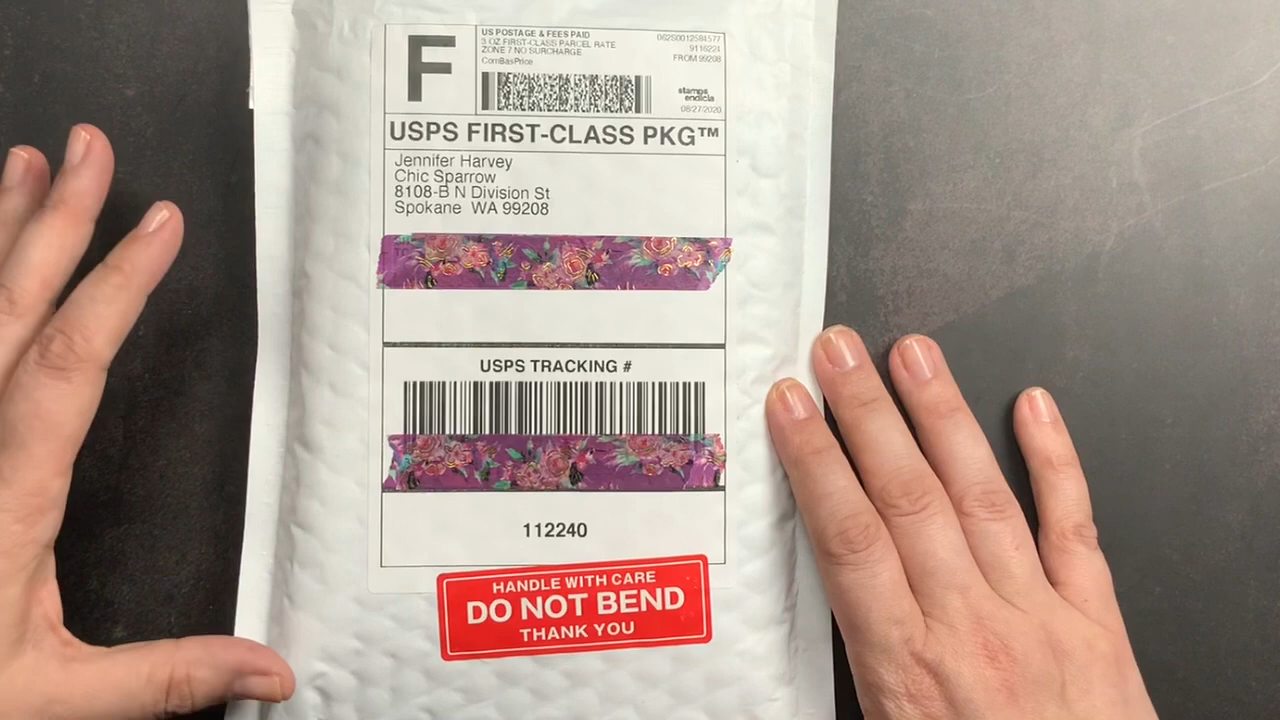 F
US POSTAGE & FEES PAID
3 OZ FIRST-CLASS PARCEL RATE
ZONE 7 NO SURCHARGE
ComBasPrice
062S0012584577
9116224
FROM 99208
stamps
endicia
08/27/2020
USPS FIRST-CLASS PKG™
Jennifer Harvey
Chic Sparrow
8108-B N Division St
Spokane WA 99208
USPS TRACKING #
112240
HANDLE WITH CARE
DO NOT BEND
THANK YOU